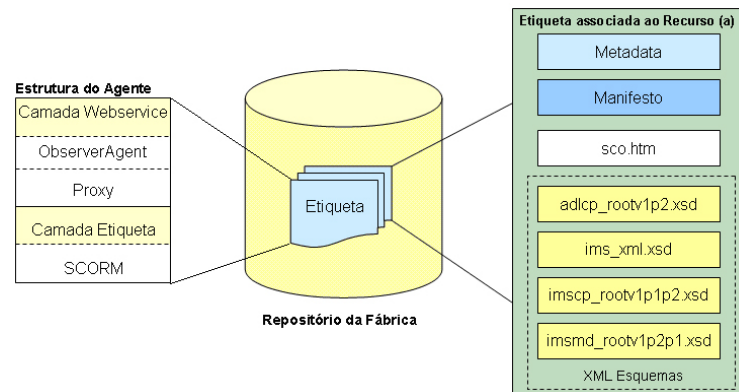 Estrutura do Agente
Camada Webservice
ObserverAgent
Proxy
Camada Etiqueta
SCORM
Etiqueta
Repositório da Fábrica
Etiqueta associada ao Recurso (a)
Metadata
Manifesto
sco.htm
adlcp_rootv1p2.xsd
ims_xml.xsd
imscp_rootv1p1p2.xsd
imsmd_rootv1p2p1.xsd
XML Esquemas